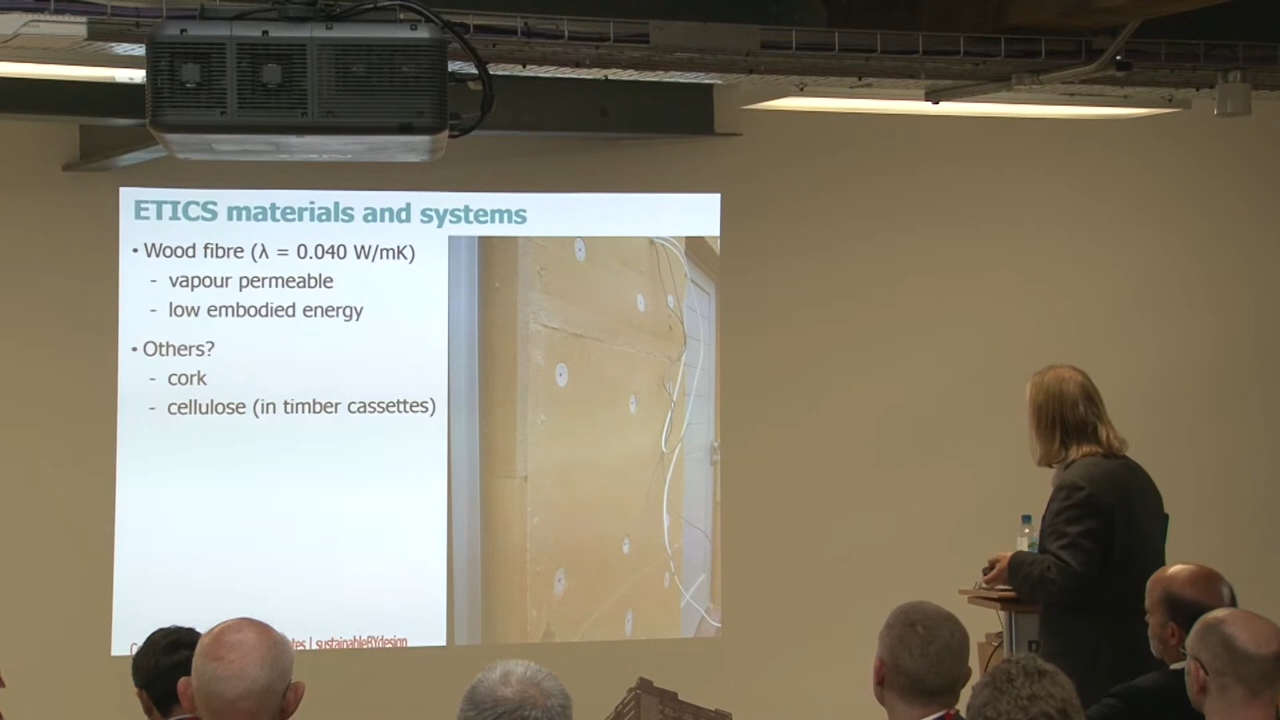 ETICS materials and systems
• Wood fibre (λ = 0.040 W/mK)
- vapour permeable
- low embodied energy
• Others?
- cork
- cellulose (in timber cassettes)
| sustainableBYdesign